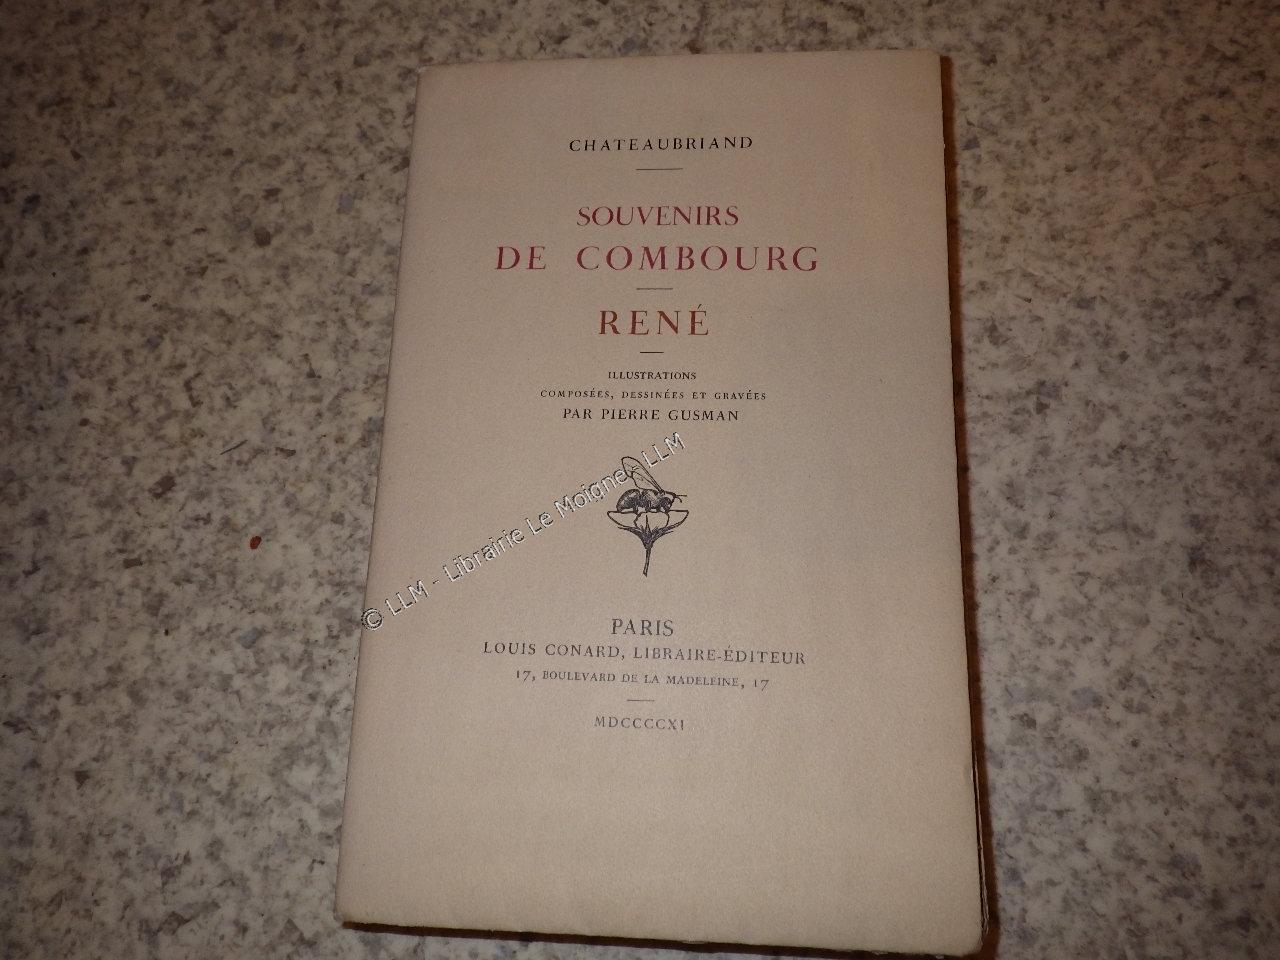 CHATEAUBRIAND
SOUVENIRS
DE COMBOURG
RENÉ
ILLUSTRATIONS
COMPOSÉES, DESSINÉES ET GRAVÉES
PAR PIERRE GUSMAN
© LLM - Librairie Le Moigne - LLM
PARIS
LOUIS CONARD, LIBRAIRE-ÉDITEUR
17, BOULEVARD DE LA MADELEINE, 17
MDCCCCXI